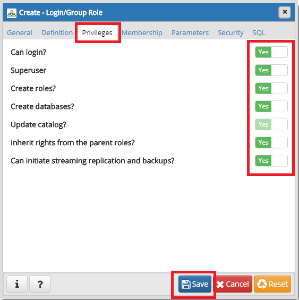 Create - Login/Group Role
General Definition Privileges Membership Parameters Security SQL
Can login? Yes
Superuser Yes
Create roles? Yes
Create databases? Yes
Update catalog? Yes
Inherit rights from the parent roles? Yes
Can initiate streaming replication and backups? Yes
i ? Save Cancel Reset